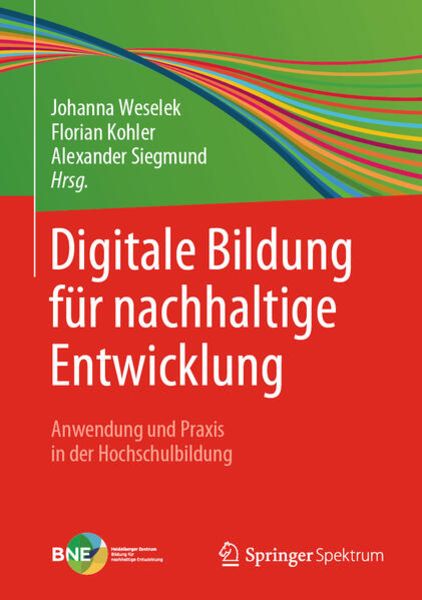 Johanna Weselek
Florian Kohler
Alexander Siegmund
Hrsg.
Digitale Bildung
für nachhaltige
Entwicklung
Anwendung und Praxis
in der Hochschulbildung
BNE
Heidelberger Zentrum
Bildung für
nachhaltige Entwicklung
Springer Spektrum